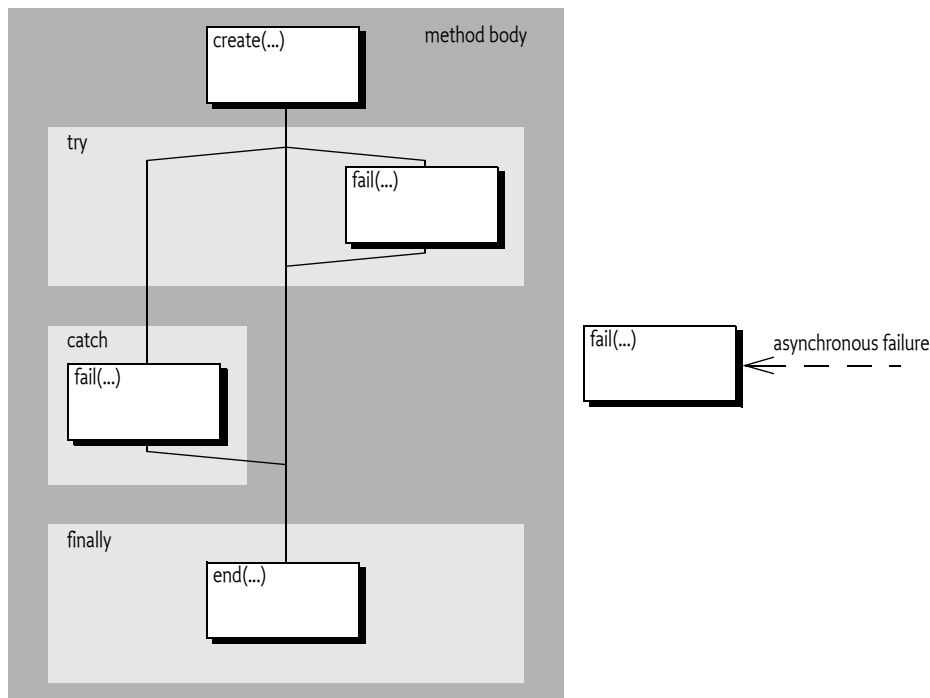 create(...)
method body
try
fail(...)
catch
fail(...)
fail(...)
asynchronous failure
finally
end(...)